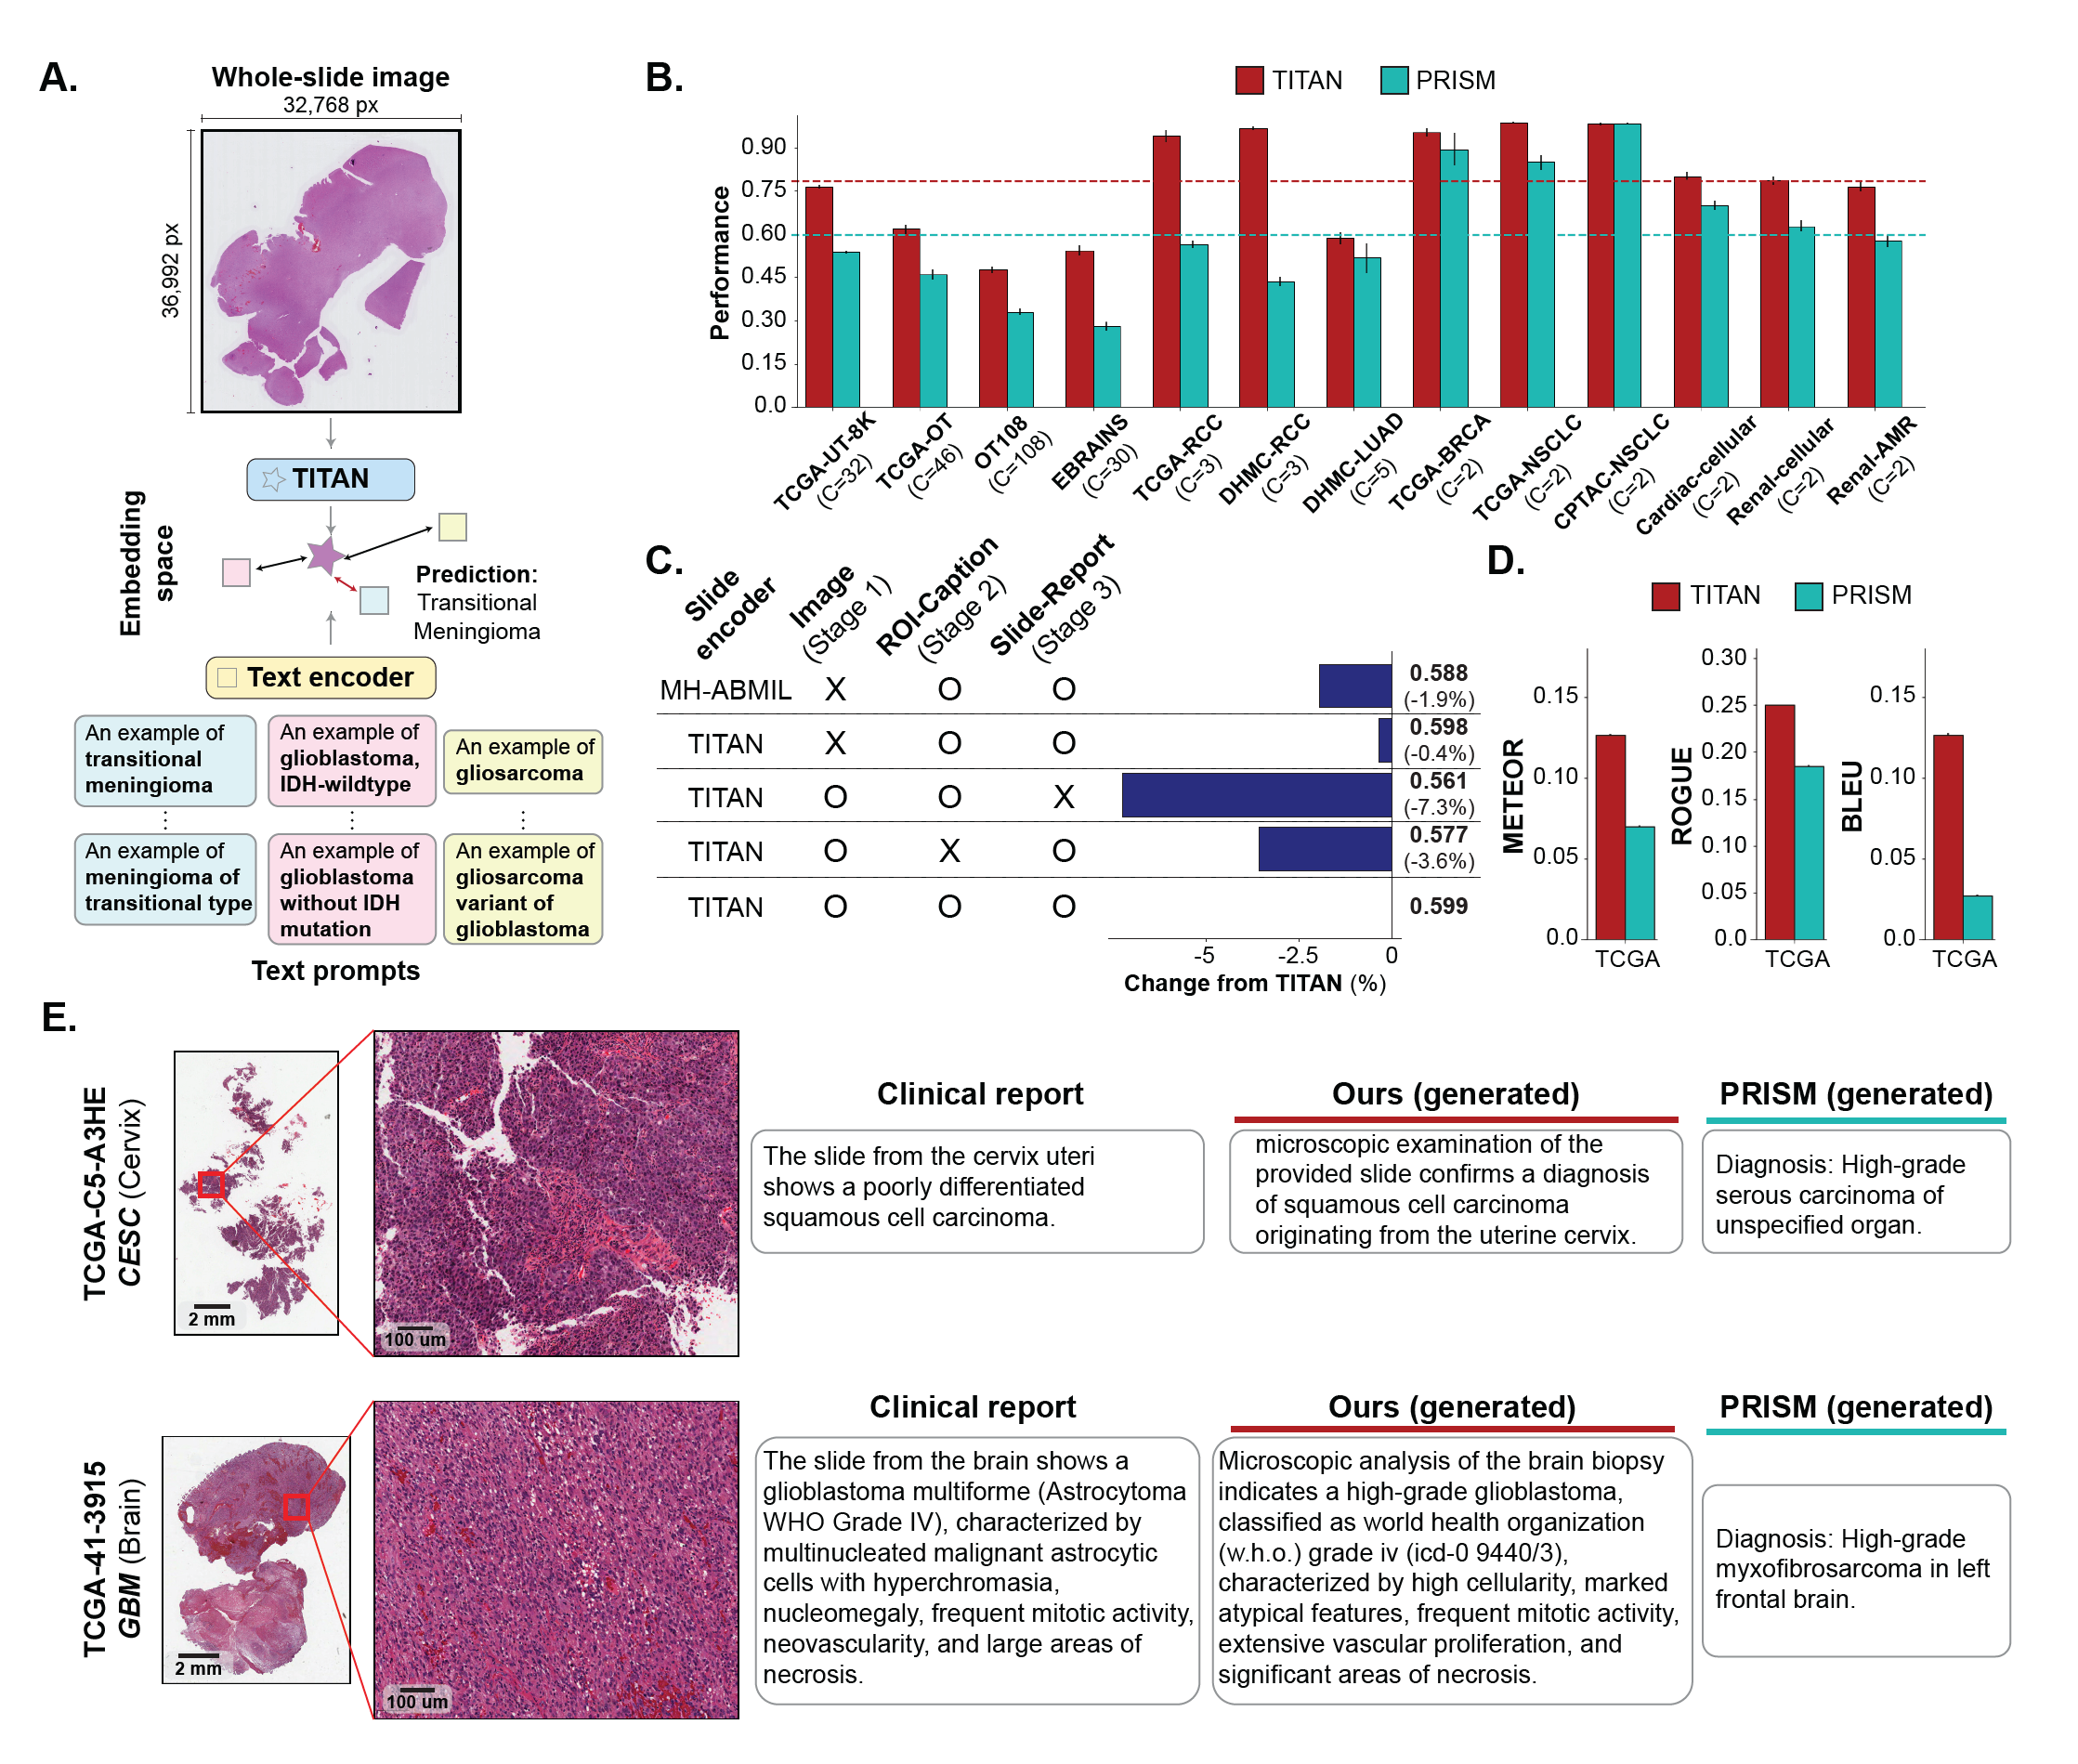 A.
Whole-slide image
32,768 px
36,992 px
TITAN
Embedding
space
Prediction:
Transitional
Meningioma
Text encoder
An example of
transitional
meningioma
An example of
glioblastoma,
IDH-wildtype
An example of
gliosarcoma
An example of
meningioma of
transitional type
An example of
glioblastoma
without IDH
mutation
An example of
gliosarcoma
variant of
glioblastoma
Text prompts
B.
TITAN
PRISM
Performance
0.90
0.75
0.60
0.45
0.30
0.15
0.0
TCGA-UT-8K
(C=32)
TCGA-OT
(C=46)
OT108
(C=108)
EBRAINS
(C=30)
TCGA-RCC
(C=3)
DHMC-RCC
(C=3)
DHMC-LUAD
(C=5)
TCGA-BRCA
(C=2)
TCGA-NSCLC
(C=2)
CPTAC-NSCLC
(C=2)
Cardiac-cellular
(C=2)
Renal-cellular
(C=2)
Renal-AMR
(C=2)
C.
Slide
encoder
Image
(Stage 1)
ROI-Caption
(Stage 2)
Slide-Report
(Stage 3)
MH-ABMIL X O O 0.588
(-1.9%)
TITAN X O O 0.598
(-0.4%)
TITAN O O X 0.561
(-7.3%)
TITAN O X O 0.577
(-3.6%)
TITAN O O O 0.599
-5 -2.5 0
Change from TITAN (%)
D.
TITAN
PRISM
METEOR
0.15
0.10
0.05
0.0
TCGA
ROGUE
0.30
0.25
0.20
0.15
0.10
0.05
0.0
TCGA
BLEU
0.15
0.10
0.05
0.0
TCGA
E.
TCGA-C5-A3HE
CESC (Cervix)
2 mm
100 um
Clinical report
The slide from the cervix uteri
shows a poorly differentiated
squamous cell carcinoma.
Ours (generated)
microscopic examination of the
provided slide confirms a diagnosis
of squamous cell carcinoma
originating from the uterine cervix.
PRISM (generated)
Diagnosis: High-grade
serous carcinoma of
unspecified organ.
TCGA-41-3915
GBM (Brain)
2 mm
100 um
Clinical report
The slide from the brain shows a
glioblastoma multiforme (Astrocytoma
WHO Grade IV), characterized by
multinucleated malignant astrocytic
cells with hyperchromasia,
nucleomegaly, frequent mitotic activity,
neovascularity, and large areas of
necrosis.
Ours (generated)
Microscopic analysis of the brain biopsy
indicates a high-grade glioblastoma,
classified as world health organization
(w.h.o.) grade iv (icd-0 9440/3),
characterized by high cellularity, marked
atypical features, frequent mitotic activity,
extensive vascular proliferation, and
significant areas of necrosis.
PRISM (generated)
Diagnosis: High-grade
myxofibrosarcoma in left
frontal brain.